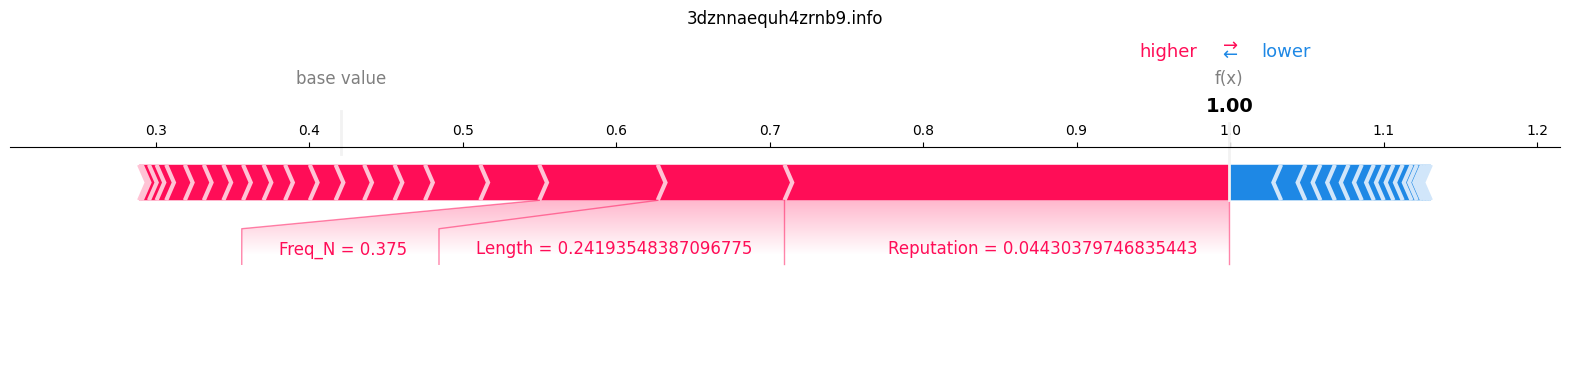 3dznnaequh4zrnb9.info
higher ⇄ lower
base value f(x)
1.00
0.3 0.4 0.5 0.6 0.7 0.8 0.9 1.0 1.1 1.2
Freq_N = 0.375 Length = 0.24193548387096775 Reputation = 0.04430379746835443